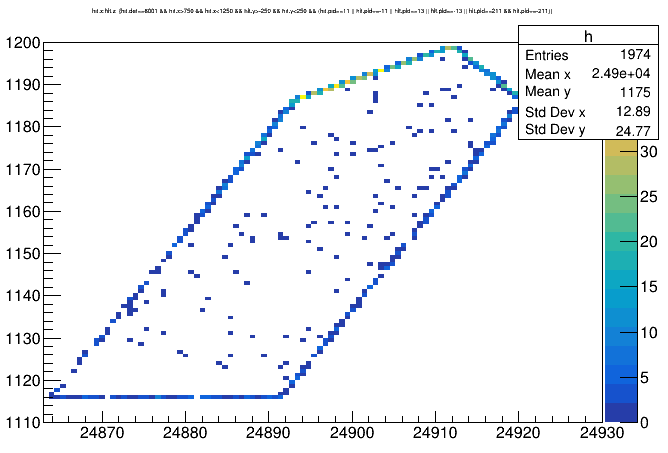 hit.x:hit.z {hit.det==8001 && hit.x>750 && hit.x<1250 && hit.y>-250 && hit.y<250 && (hit.pid==11 || hit.pid==-11 || hit.pid==13 || hit.pid==-13 || hit.pid==211 || hit.pid==-211)}
h
Entries 1974
Mean x 2.49e+04
Mean y 1175
Std Dev x 12.89
Std Dev y 24.77
1200
1190
1180
1170
1160
1150
1140
1130
1120
1110
24870 24880 24890 24900 24910 24920 24930
30
25
20
15
10
5
0